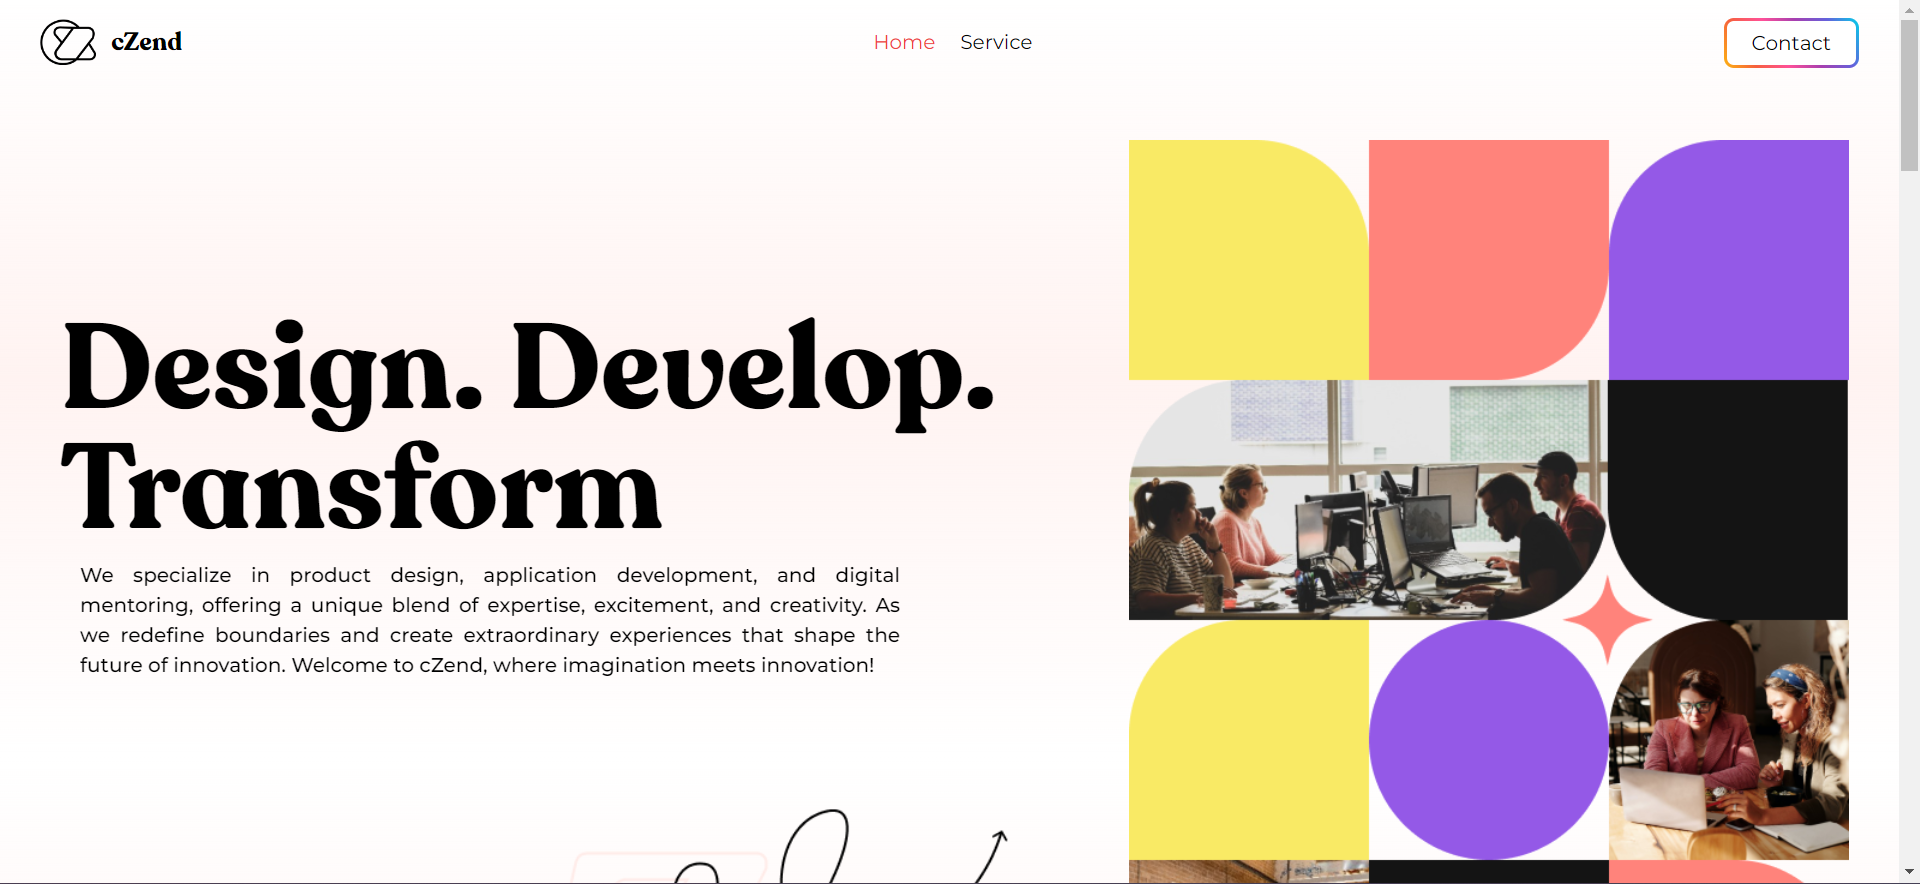 cZend
Home Service
Contact
Design. Develop.
Transform
We specialize in product design, application development, and digital
mentoring, offering a unique blend of expertise, excitement, and creativity. As
we redefine boundaries and create extraordinary experiences that shape the
future of innovation. Welcome to cZend, where imagination meets innovation!